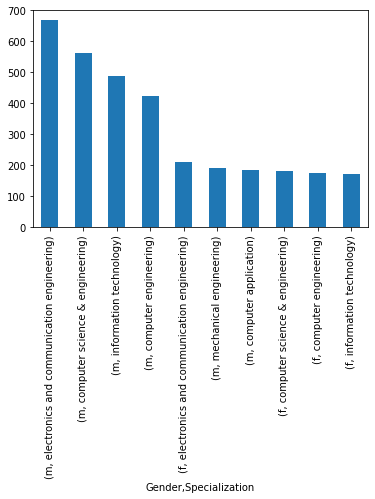 700
600
500
400
300
200
100
0
(m, electronics and communication engineering)
(m, computer science & engineering)
(m, information technology)
(m, computer engineering)
(f, electronics and communication engineering)
(m, mechanical engineering)
(m, computer application)
(f, computer science & engineering)
(f, computer engineering)
(f, information technology)
Gender,Specialization